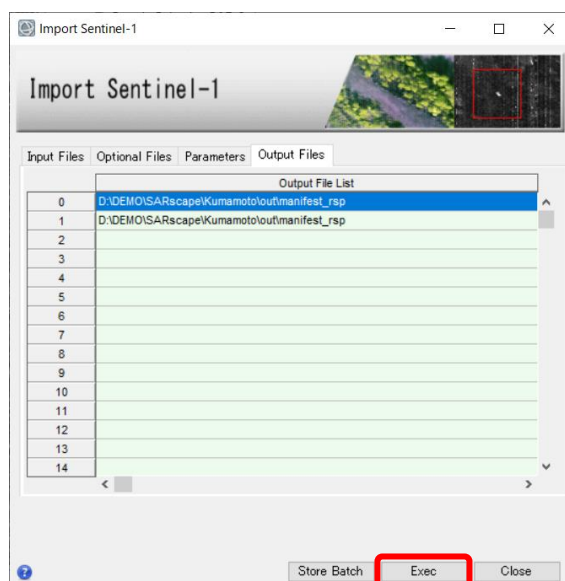 Import Sentinel-1
Import Sentinel-1
Input Files Optional Files Parameters Output Files
Output File List
0 D:\DEMO\SARscape\Kumamoto\out\manifest_rsp
1 D:\DEMO\SARscape\Kumamoto\out\manifest_rsp
2
3
4
5
6
7
8
9
10
11
12
13
14
Store Batch Exec Close